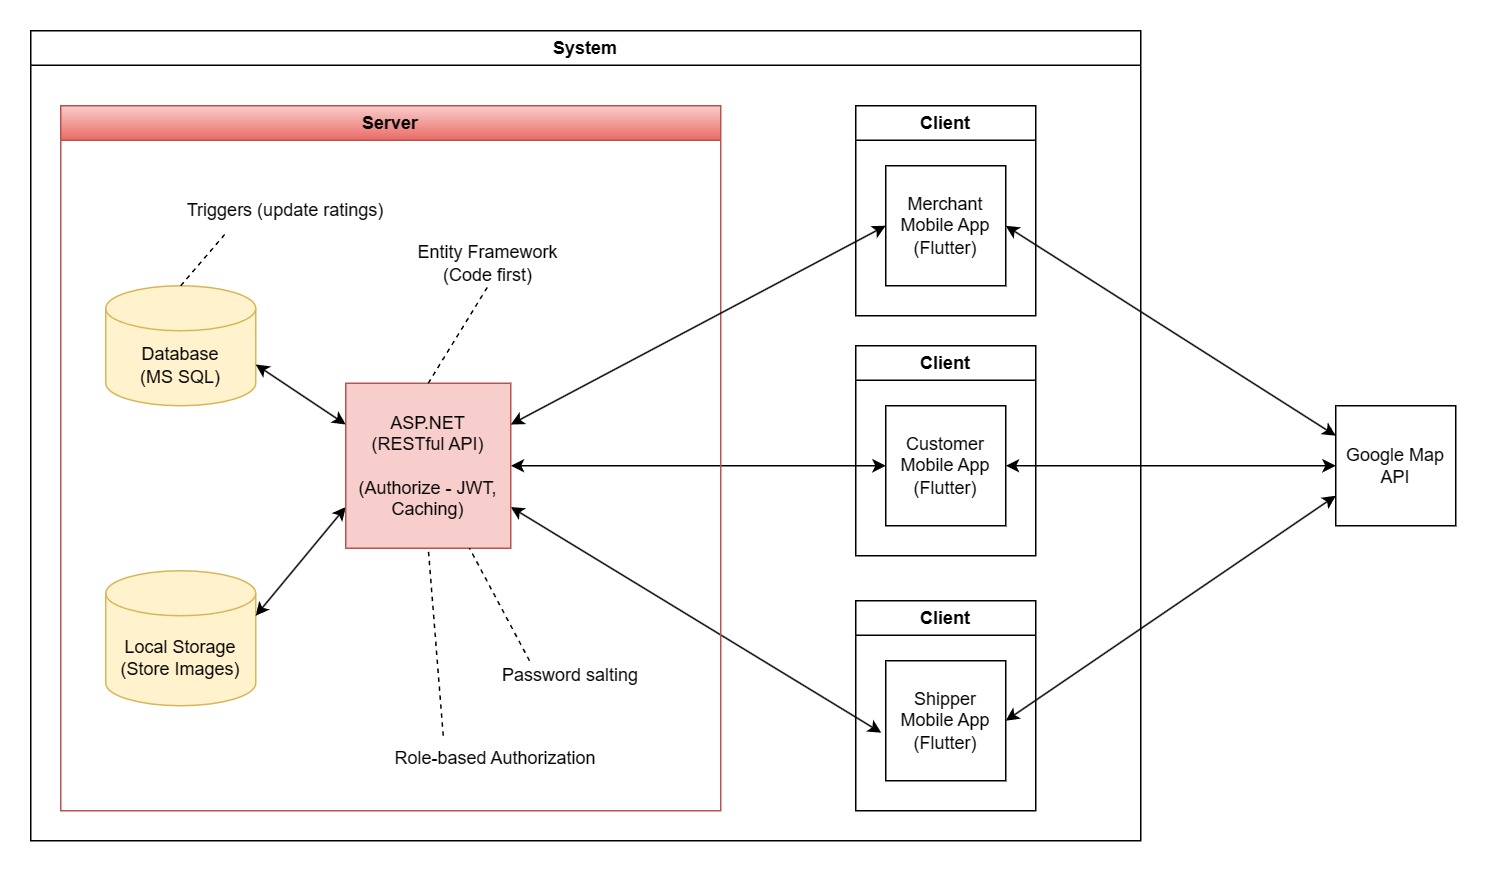 System
Server
Triggers (update ratings)
Entity Framework
(Code first)
Database
(MS SQL)
ASP.NET
(RESTful API)
(Authorize - JWT,
Caching)
Local Storage
(Store Images)
Password salting
Role-based Authorization
Client
Merchant
Mobile App
(Flutter)
Client
Customer
Mobile App
(Flutter)
Client
Shipper
Mobile App
(Flutter)
Google Map
API